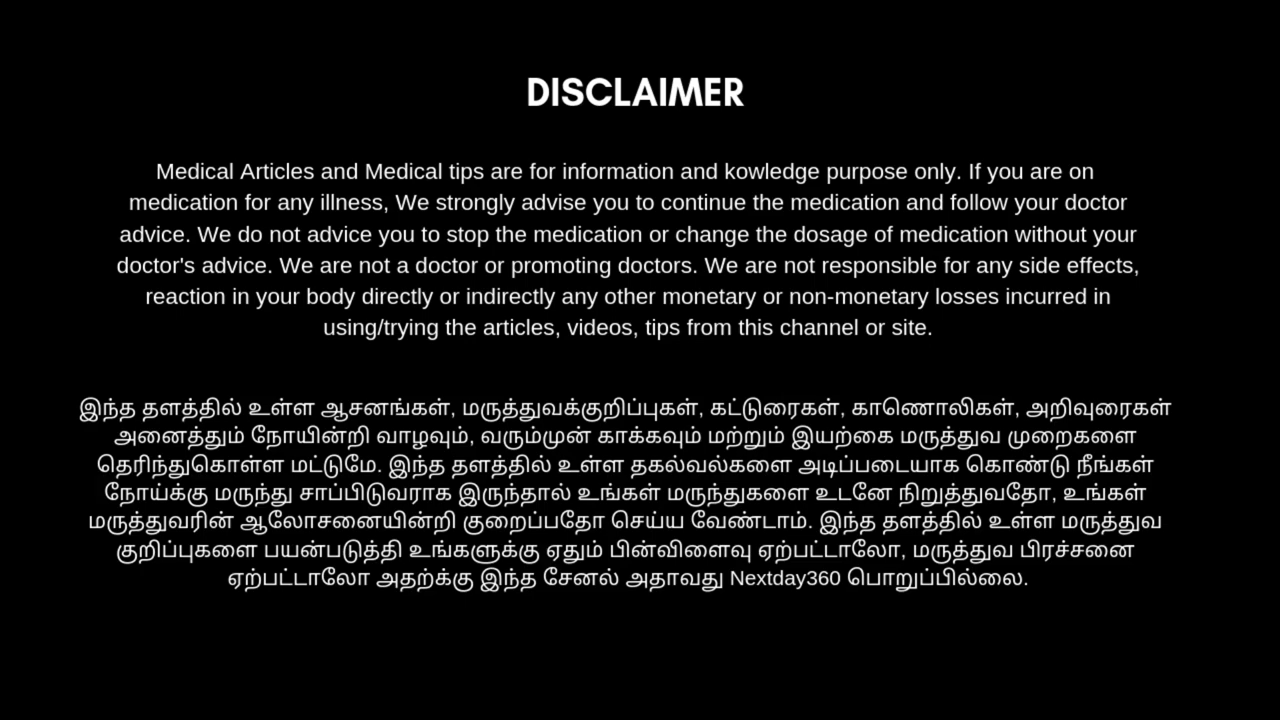 DISCLAIMER
Medical Articles and Medical tips are for information and kowledge purpose only. If you are on
medication for any illness, We strongly advise you to continue the medication and follow your doctor
advice. We do not advice you to stop the medication or change the dosage of medication without your
doctor's advice. We are not a doctor or promoting doctors. We are not responsible for any side effects,
reaction in your body directly or indirectly any other monetary or non-monetary losses incurred in
using/trying the articles, videos, tips from this channel or site.
இந்த தளத்தில் உள்ள ஆசனங்கள், மருத்துவக்குறிப்புகள், கட்டுரைகள், காணொலிகள், அறிவுரைகள்
அனைத்தும் நோயின்றி வாழவும், வரும்முன் காக்கவும் மற்றும் இயற்கை மருத்துவ முறைகளை
தெரிந்துகொள்ள மட்டுமே. இந்த தளத்தில் உள்ள தகல்வல்களை அடிப்படையாக கொண்டு நீங்கள்
நோய்க்கு மருந்து சாப்பிடுவராக இருந்தால் உங்கள் மருந்துகளை உடனே நிறுத்துவதோ, உங்கள்
மருத்துவரின் ஆலோசனையின்றி குறைப்பதோ செய்ய வேண்டாம். இந்த தளத்தில் உள்ள மருத்துவ
குறிப்புகளை பயன்படுத்தி உங்களுக்கு ஏதும் பின்விளைவு ஏற்பட்டாலோ, மருத்துவ பிரச்சனை
ஏற்பட்டாலோ அதற்க்கு இந்த சேனல் அதாவது Nextday360 பொறுப்பில்லை.